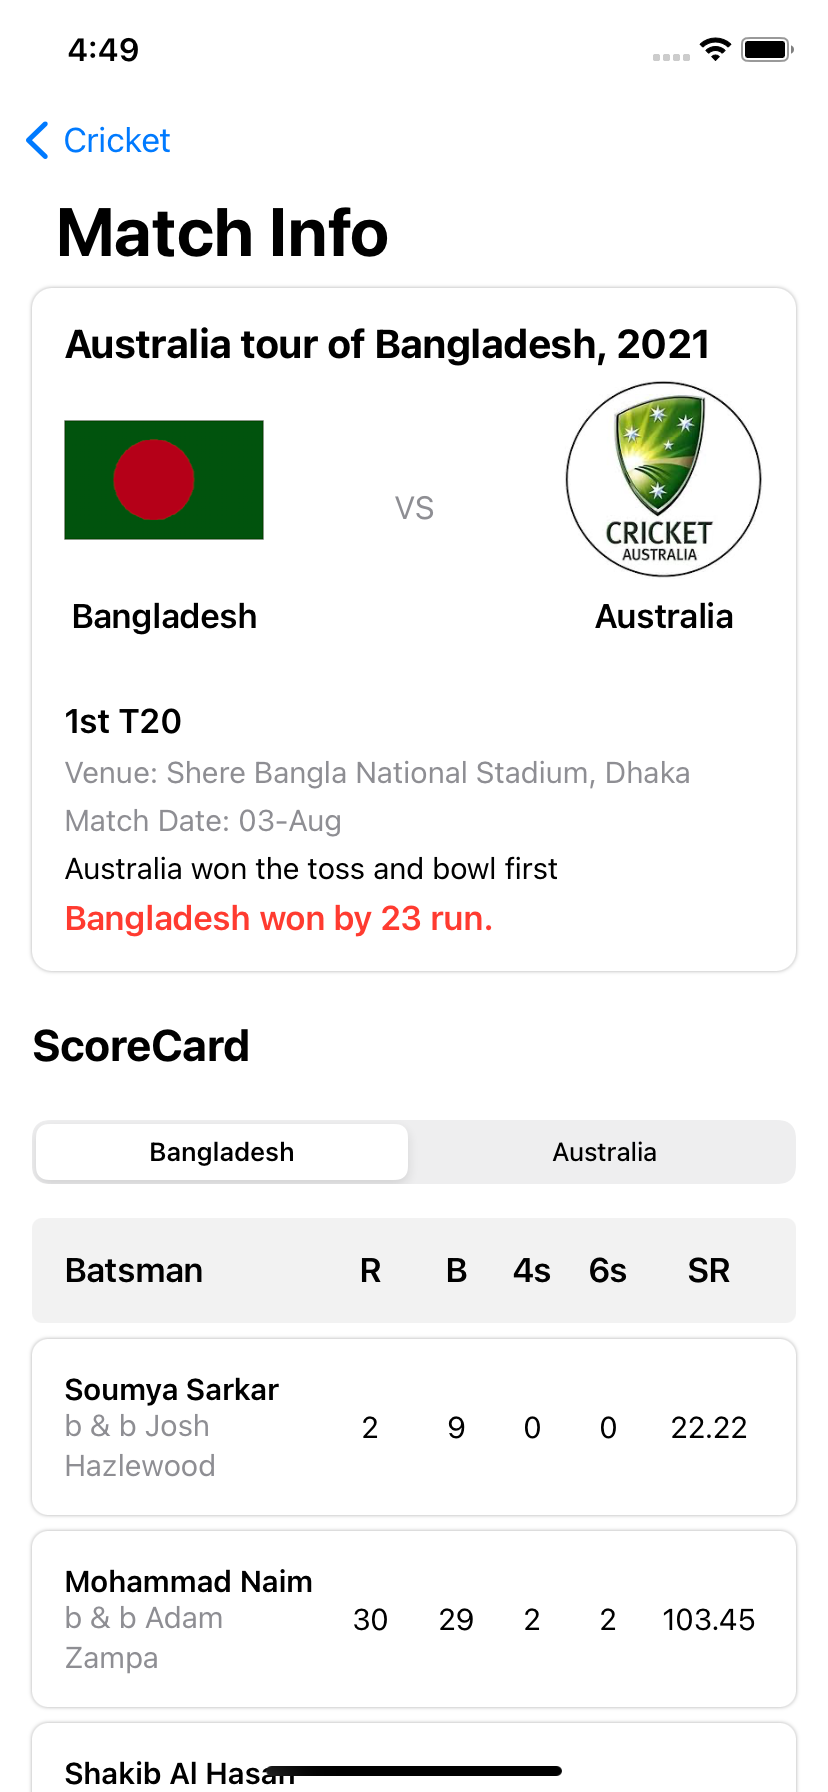 4:49
Cricket
Match Info
Australia tour of Bangladesh, 2021
VS
CRICKET
AUSTRALIA
Bangladesh Australia
1st T20
Venue: Shere Bangla National Stadium, Dhaka
Match Date: 03-Aug
Australia won the toss and bowl first
Bangladesh won by 23 run.
ScoreCard
Bangladesh Australia
Batsman R B 4s 6s SR
Soumya Sarkar
b & b Josh
Hazlewood
2 9 0 0 22.22
Mohammad Naim
b & b Adam
Zampa
30 29 2 2 103.45
Shakib Al Hasan